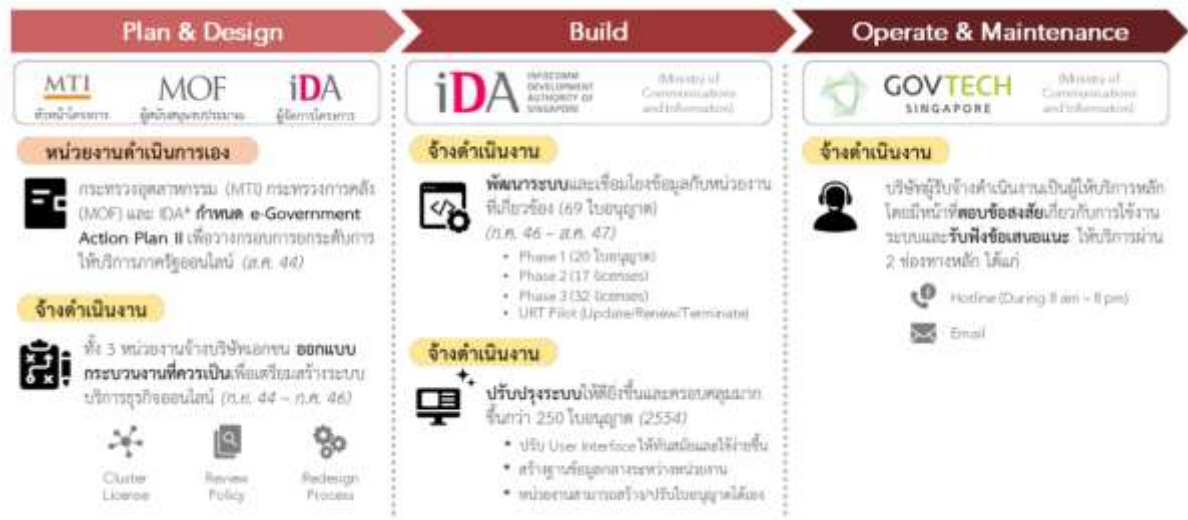 Plan & Design
MTI
หัวหน้าโครงการ
MOF
ผู้สนับสนุนงบประมาณ
iDA
ผู้จัดการโครงการ
หน่วยงานดำเนินการเอง
กระทรวงอุตสาหกรรม (MTI) กระทรวงการคลัง
(MOF) และ IDA* กำหนด e-Government
Action Plan II เพื่อวางกรอบการยกระดับการ
ให้บริการภาครัฐออนไลน์ (ส.ค. 44)
จ้างดำเนินงาน
ทั้ง 3 หน่วยงานจ้างบริษัทเอกชน ออกแบบ
กระบวนงานที่ควรเป็นเพื่อเตรียมสร้างระบบ
บริการธุรกิจออนไลน์ (ก.ย. 44 – ก.ค. 46)
Cluster
License
Review
Policy
Redesign
Process
Build
iDA
INFOCOMM
DEVELOPMENT
AUTHORITY OF
SINGAPORE
(Ministry of
Communications
and Information)
จ้างดำเนินงาน
พัฒนาระบบและเชื่อมโยงข้อมูลกับหน่วยงาน
ที่เกี่ยวข้อง (69 ใบอนุญาต)
(ก.ค. 46 – ส.ค. 47)
• Phase 1 (20 ใบอนุญาต)
• Phase 2 (17 licenses)
• Phase 3 (32 licenses)
• URT Pilot (Update/Renew/Terminate)
จ้างดำเนินงาน
ปรับปรุงระบบให้ดียิ่งขึ้นและครอบคลุมมาก
ขึ้นกว่า 250 ใบอนุญาต (2554)
• ปรับ User Interface ให้ทันสมัยและใช้ง่ายขึ้น
• สร้างฐานข้อมูลกลางระหว่างหน่วยงาน
• หน่วยงานสามารถสร้าง/ปรับใบอนุญาตได้เอง
Operate & Maintenance
GOVTECH
SINGAPORE
(Ministry of
Communications
and Information)
จ้างดำเนินงาน
บริษัทผู้รับจ้างดำเนินงานเป็นผู้ให้บริการหลัก
โดยมีหน้าที่ตอบข้อสงสัยเกี่ยวกับการใช้งาน
ระบบและรับฟังข้อเสนอแนะ ให้บริการผ่าน
2 ช่องทางหลัก ได้แก่
Hotline (During 8 am – 8 pm)
Email